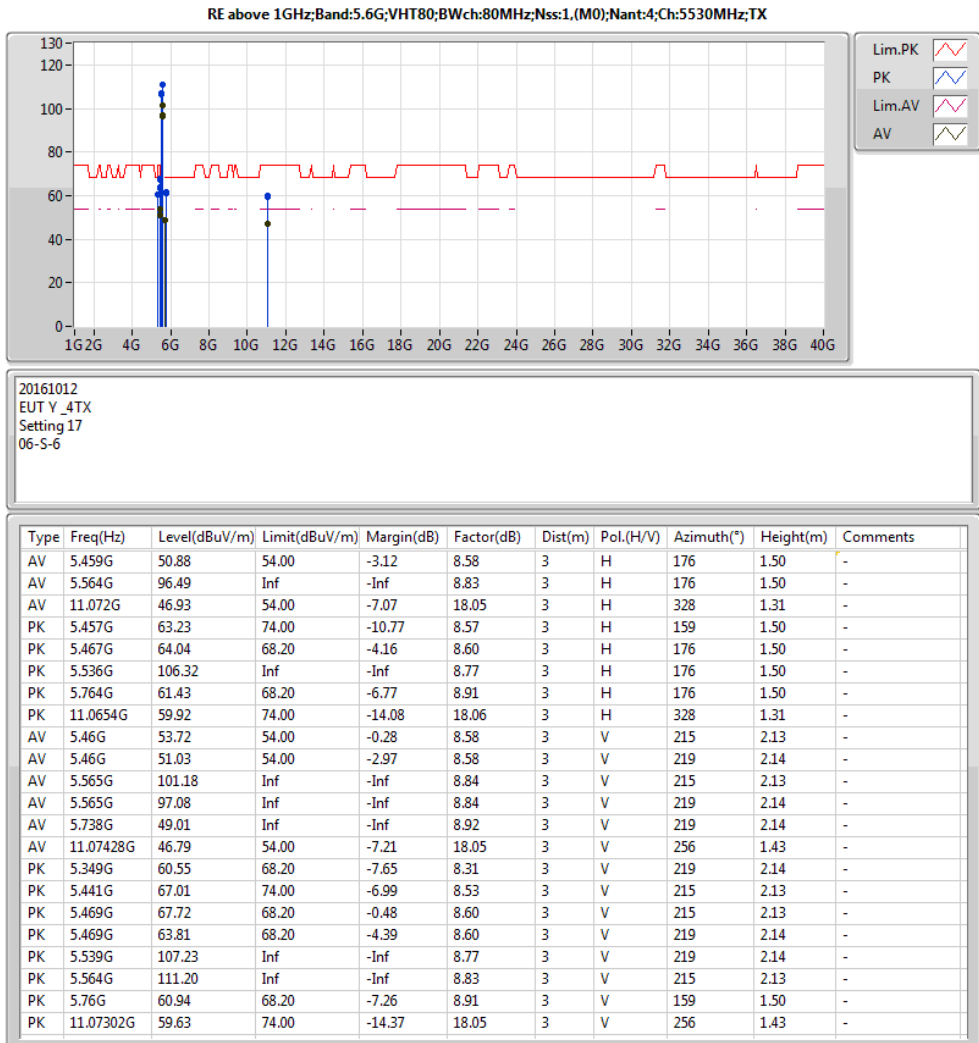 RE above 1GHz;Band:5.6G;VHT80;BWch:80MHz;Nss:1,(M0);Nant:4;Ch:5530MHz;TX
130
120
100
80
60
40
20
0
1G 2G 4G 6G 8G 10G 12G 14G 16G 18G 20G 22G 24G 26G 28G 30G 32G 34G 36G 38G 40G
Lim.PK
PK
Lim.AV
AV
20161012
EUT Y _4TX
Setting 17
06-S-6
Type Freq(Hz) Level(dBuV/m) Limit(dBuV/m) Margin(dB) Factor(dB) Dist(m) Pol.(H/V) Azimuth(°) Height(m) Comments
AV 5.459G 50.88 54.00 -3.12 8.58 3 H 176 1.50 -
AV 5.564G 96.49 Inf -Inf 8.83 3 H 176 1.50 -
AV 11.072G 46.93 54.00 -7.07 18.05 3 H 328 1.31 -
PK 5.457G 63.23 74.00 -10.77 8.57 3 H 159 1.50 -
PK 5.467G 64.04 68.20 -4.16 8.60 3 H 176 1.50 -
PK 5.536G 106.32 Inf -Inf 8.77 3 H 176 1.50 -
PK 5.764G 61.43 68.20 -6.77 8.91 3 H 176 1.50 -
PK 11.0654G 59.92 74.00 -14.08 18.06 3 H 328 1.31 -
AV 5.46G 53.72 54.00 -0.28 8.58 3 V 215 2.13 -
AV 5.46G 51.03 54.00 -2.97 8.58 3 V 219 2.14 -
AV 5.565G 101.18 Inf -Inf 8.84 3 V 215 2.13 -
AV 5.565G 97.08 Inf -Inf 8.84 3 V 219 2.14 -
AV 5.738G 49.01 Inf -Inf 8.92 3 V 219 2.14 -
AV 11.07428G 46.79 54.00 -7.21 18.05 3 V 256 1.43 -
PK 5.349G 60.55 68.20 -7.65 8.31 3 V 219 2.14 -
PK 5.441G 67.01 74.00 -6.99 8.53 3 V 215 2.13 -
PK 5.469G 67.72 68.20 -0.48 8.60 3 V 215 2.13 -
PK 5.469G 63.81 68.20 -4.39 8.60 3 V 219 2.14 -
PK 5.539G 107.23 Inf -Inf 8.77 3 V 219 2.14 -
PK 5.564G 111.20 Inf -Inf 8.83 3 V 215 2.13 -
PK 5.76G 60.94 68.20 -7.26 8.91 3 V 159 1.50 -
PK 11.07302G 59.63 74.00 -14.37 18.05 3 V 256 1.43 -